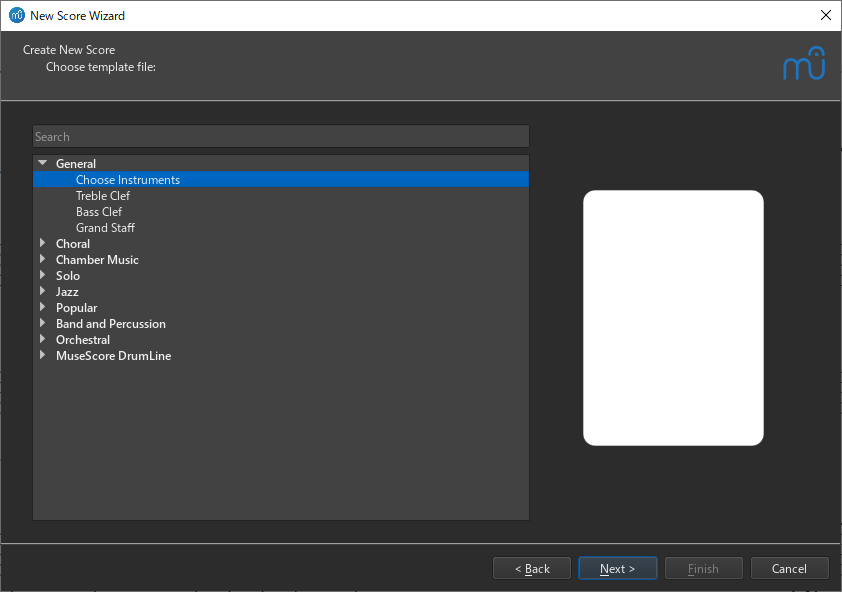 New Score Wizard
Create New Score
Choose template file:
Search
General
Choose Instruments
Treble Clef
Bass Clef
Grand Staff
Choral
Chamber Music
Solo
Jazz
Popular
Band and Percussion
Orchestral
MuseScore DrumLine
< Back
Next >
Finish
Cancel